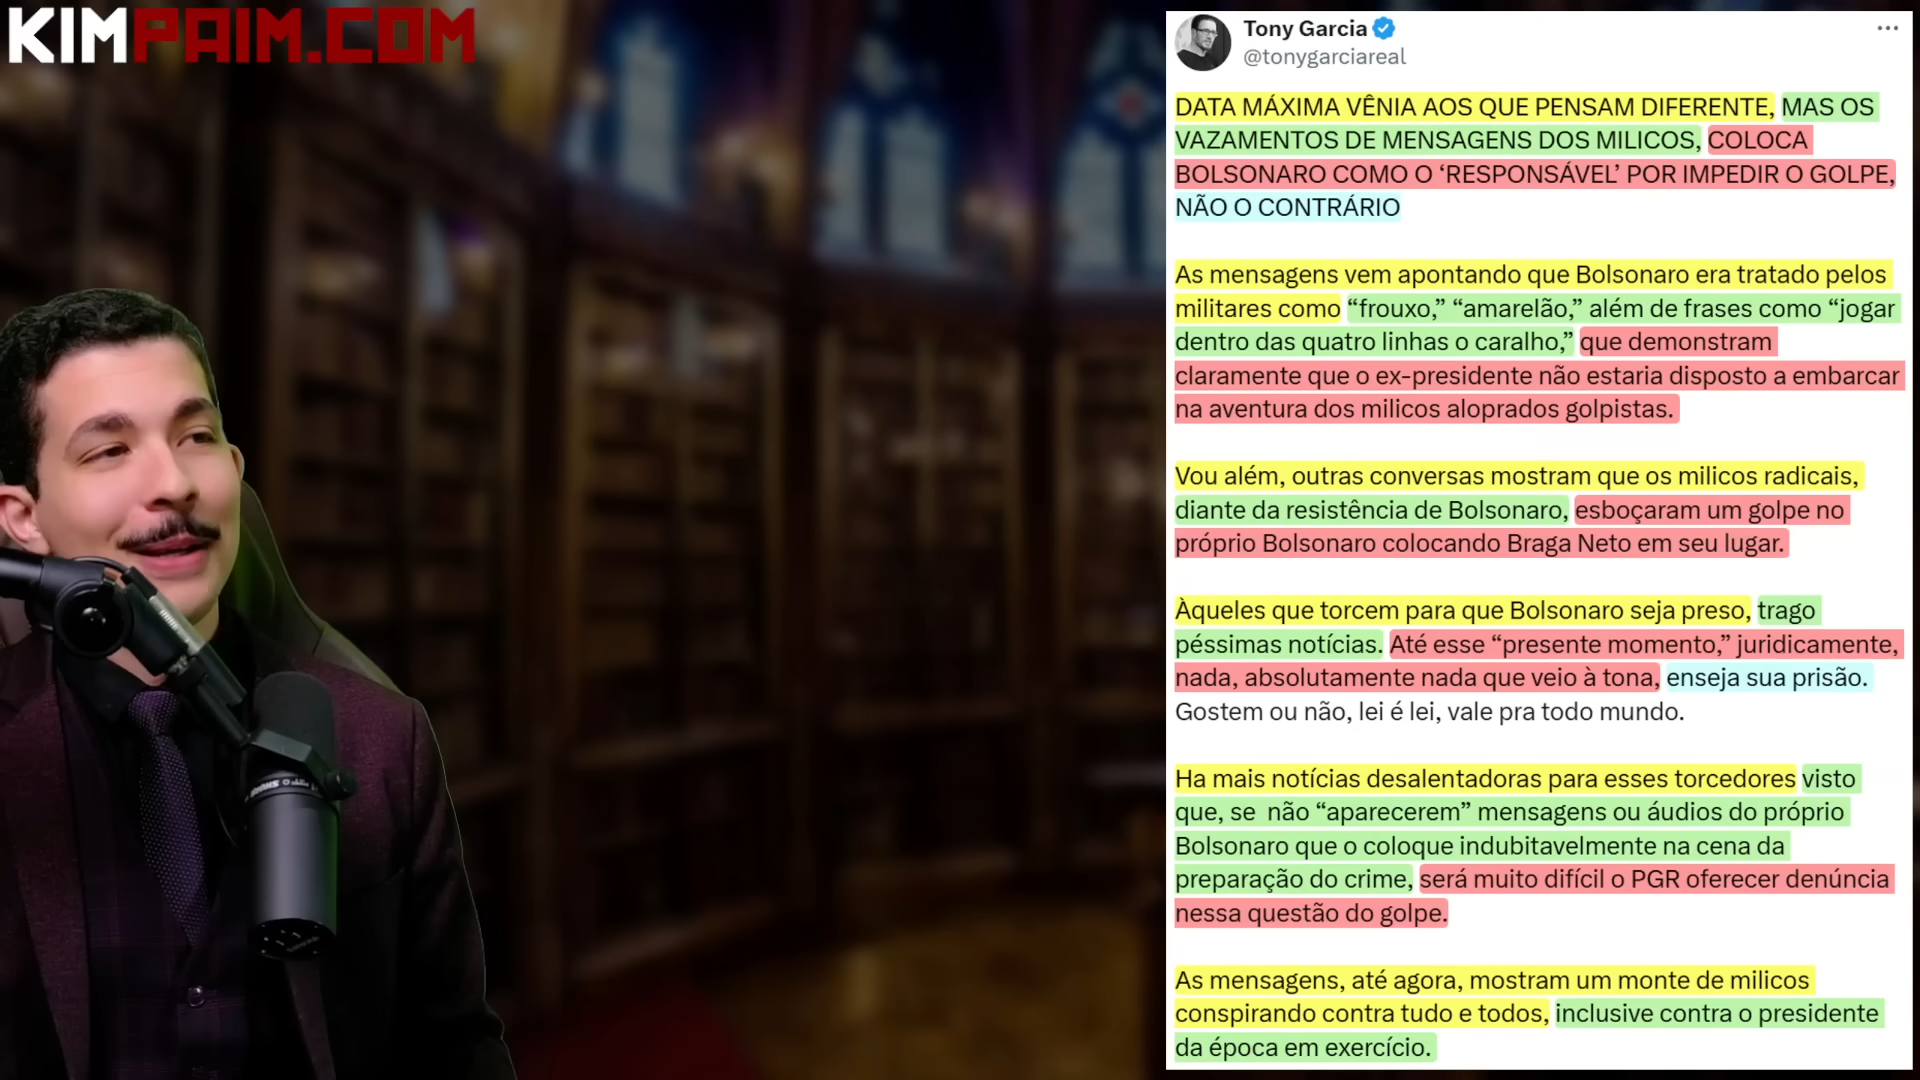 KIMPAIM.COM
Tony Garcia
@tonygarciareal
DATA MÁXIMA VÊNIA AOS QUE PENSAM DIFERENTE, MAS OS
VAZAMENTOS DE MENSAGENS DOS MILICOS, COLOCA
BOLSONARO COMO O ‘RESPONSÁVEL’ POR IMPEDIR O GOLPE,
NÃO O CONTRÁRIO
As mensagens vem apontando que Bolsonaro era tratado pelos
militares como “frouxo,” “amarelão,” além de frases como “jogar
dentro das quatro linhas o caralho,” que demonstram
claramente que o ex-presidente não estaria disposto a embarcar
na aventura dos milicos aloprados golpistas.
Vou além, outras conversas mostram que os milicos radicais,
diante da resistência de Bolsonaro, esboçaram um golpe no
próprio Bolsonaro colocando Braga Neto em seu lugar.
Àqueles que torcem para que Bolsonaro seja preso, trago
péssimas notícias. Até esse “presente momento,” juridicamente,
nada, absolutamente nada que veio à tona, enseja sua prisão.
Gostem ou não, lei é lei, vale pra todo mundo.
Ha mais notícias desalentadoras para esses torcedores visto
que, se  não “aparecerem” mensagens ou áudios do próprio
Bolsonaro que o coloque indubitavelmente na cena da
preparação do crime, será muito difícil o PGR oferecer denúncia
nessa questão do golpe.
As mensagens, até agora, mostram um monte de milicos
conspirando contra tudo e todos, inclusive contra o presidente
da época em exercício.